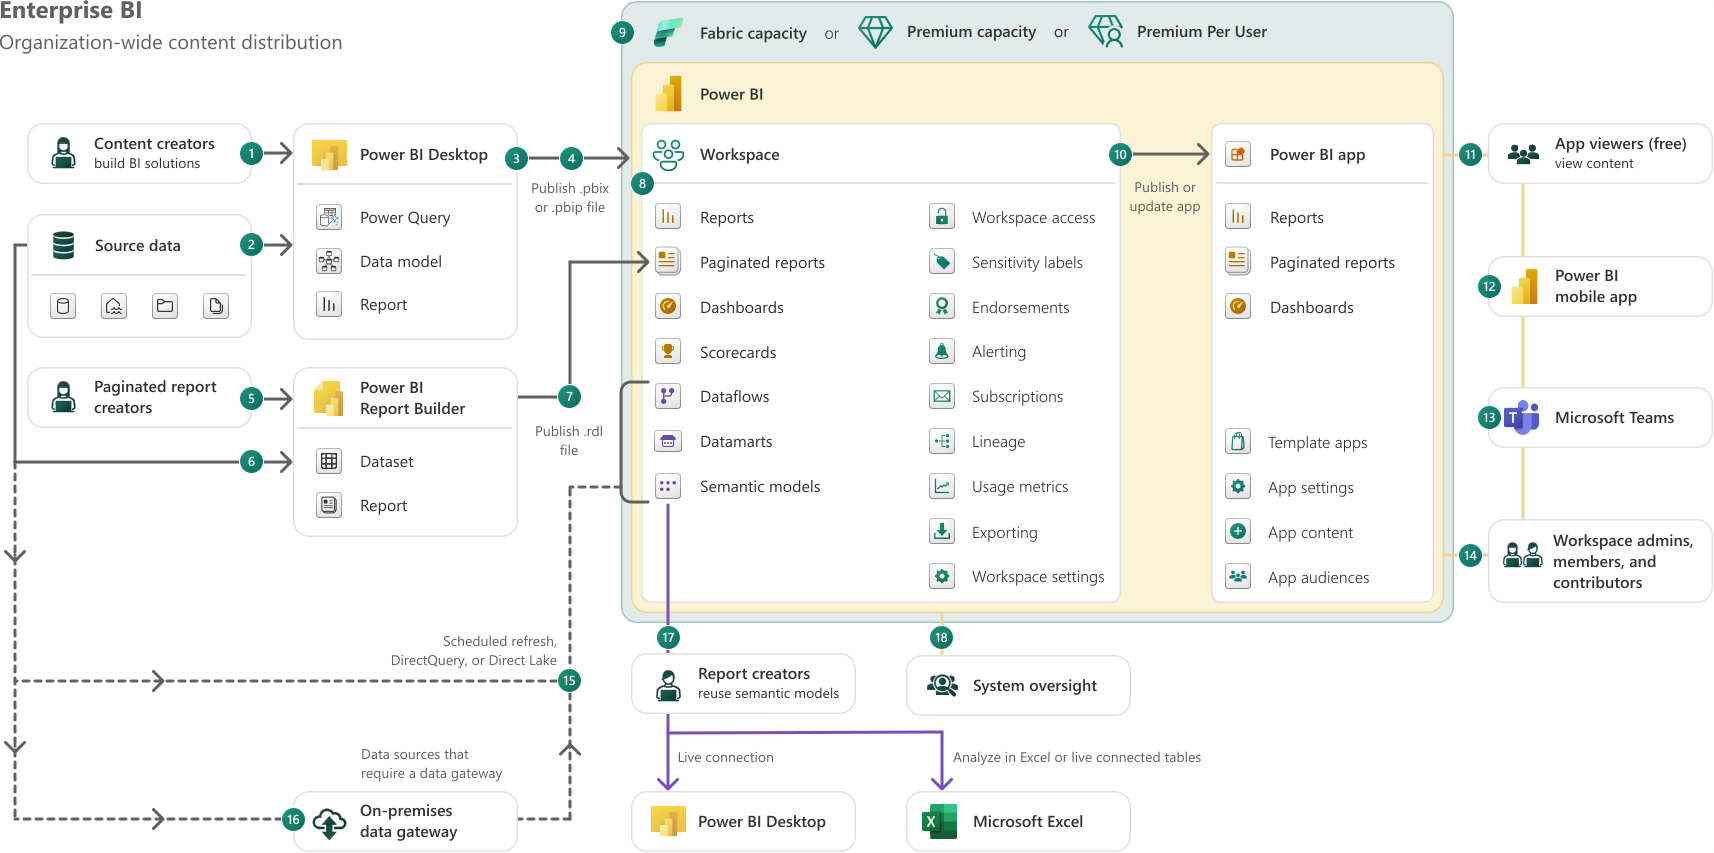 Enterprise BI
Organization-wide content distribution
9
Fabric capacity
or
Premium capacity
or
Premium Per User
Power BI
Content creators
build BI solutions
1
Power BI Desktop
3
4
Publish .pbix
or .pbip file
Power Query
Data model
Report
Source data
2
Paginated report
creators
5
6
Power BI
Report Builder
Dataset
Report
7
Publish .rdl
file
8
Workspace
Reports
Paginated reports
Dashboards
Scorecards
Dataflows
Datamarts
Semantic models
Workspace access
Sensitivity labels
Endorsements
Alerting
Subscriptions
Lineage
Usage metrics
Exporting
Workspace settings
10
Publish or
update app
Power BI app
Reports
Paginated reports
Dashboards
Template apps
App settings
App content
App audiences
11
App viewers (free)
view content
12
Power BI
mobile app
13
T
Microsoft Teams
14
Workspace admins,
members, and
contributors
Scheduled refresh,
DirectQuery, or Direct Lake
15
Data sources that
require a data gateway
16
On-premises
data gateway
17
Report creators
reuse semantic models
18
System oversight
Live connection
Analyze in Excel or live connected tables
Power BI Desktop
X
Microsoft Excel